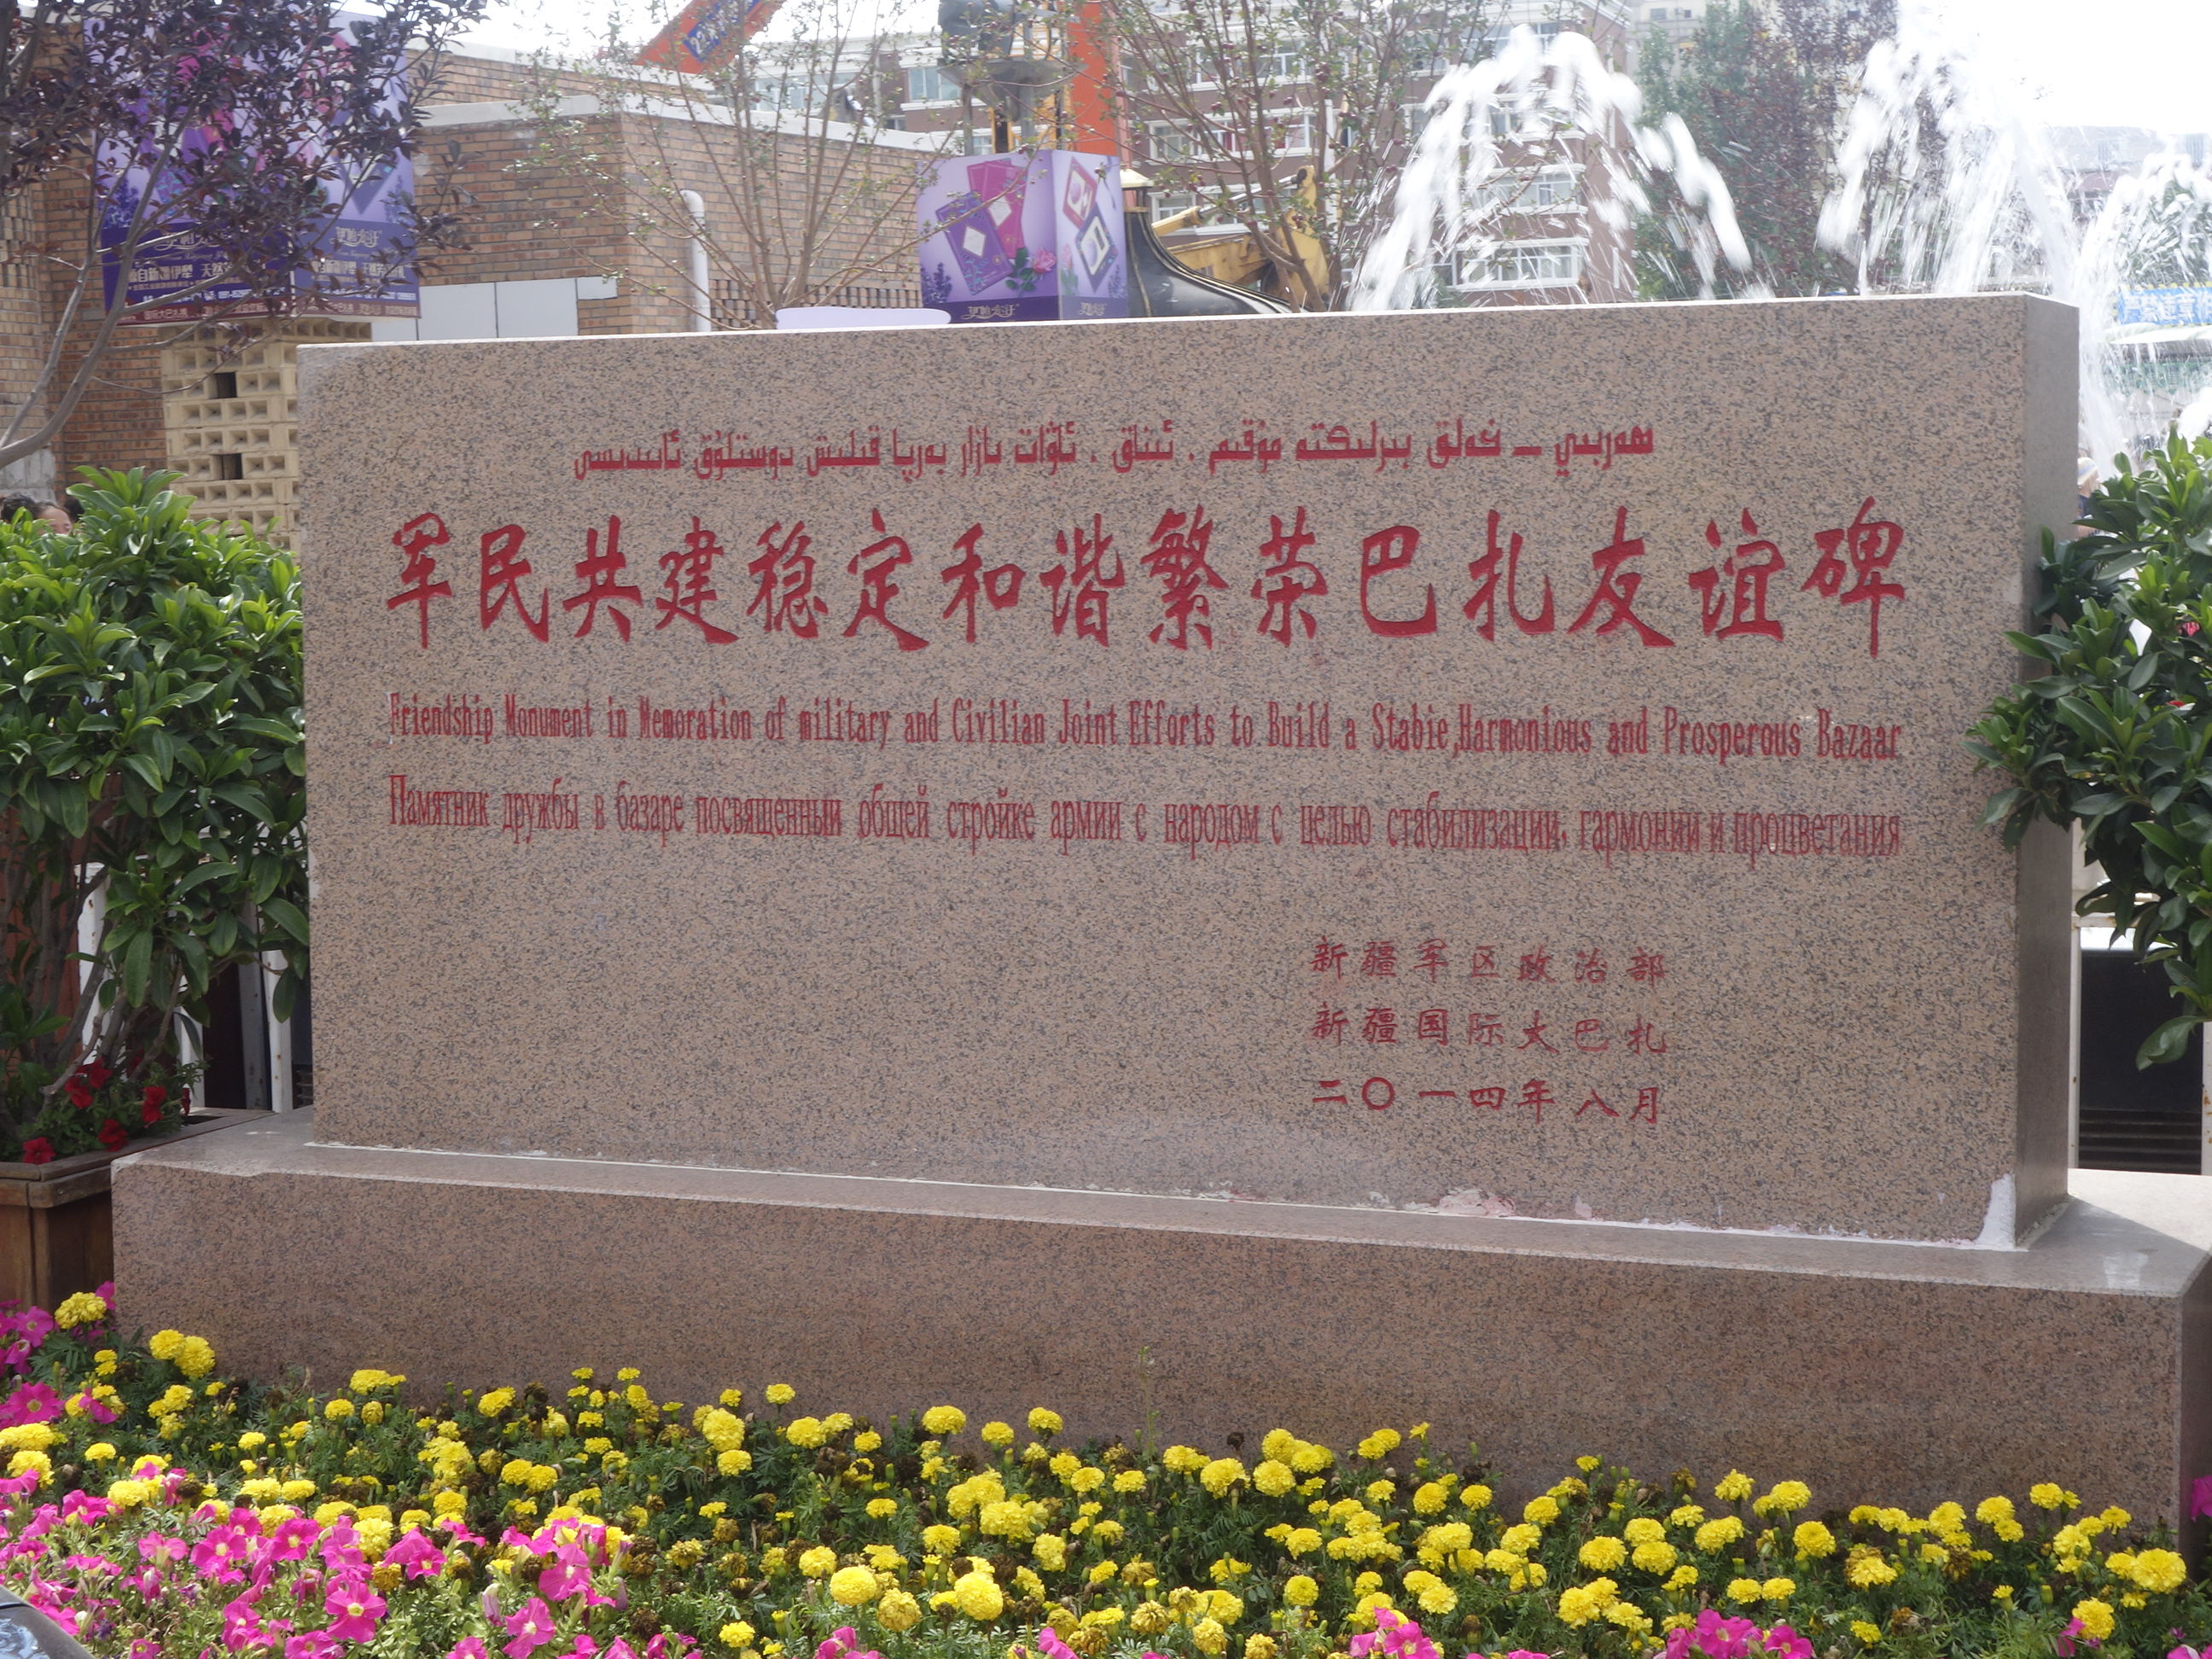 ھەربىي — خەلق بىرلىكتە مۇقىم ، ئىناق ، ئاۋات بازار بەرپا قىلىش دوستلۇق ئابىدىسى
军民共建稳定和谐繁荣巴扎友谊碑
Friendship Monument in Memoration of military and Civilian Joint Efforts to Build a Stabie,Harmonious and Prosperous Bazaar
Памятник дружбы в базаре посвященный общей стройке армии с народом с целью стабилизации, гармонии и процветания
新疆军区政治部
新疆国际大巴扎
二〇一四年八月